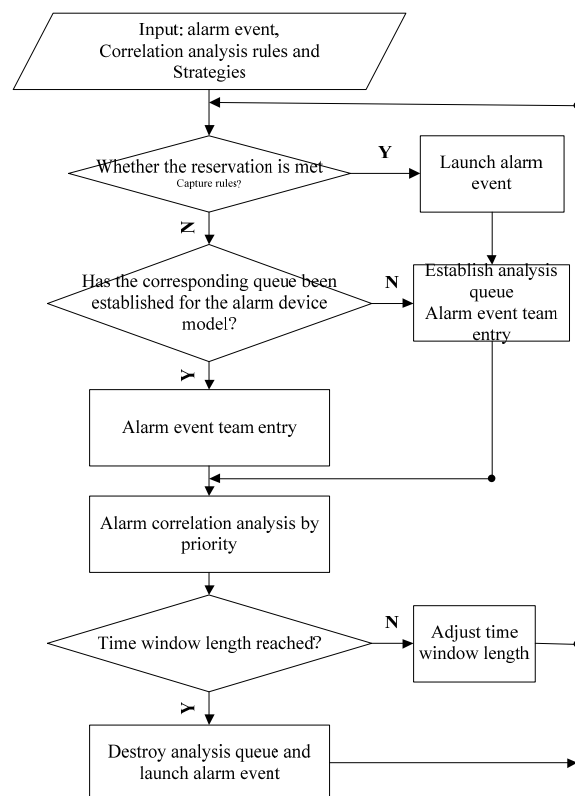 Input: alarm event,
Correlation analysis rules and
Strategies
Whether the reservation is met
Capture rules?
Y
Launch alarm
event
N
Has the corresponding queue been
established for the alarm device
model?
N
Establish analysis
queue
Alarm event team
entry
Y
Alarm event team entry
Alarm correlation analysis by
priority
Time window length reached?
N
Adjust time
window length
Y
Destroy analysis queue and
launch alarm event